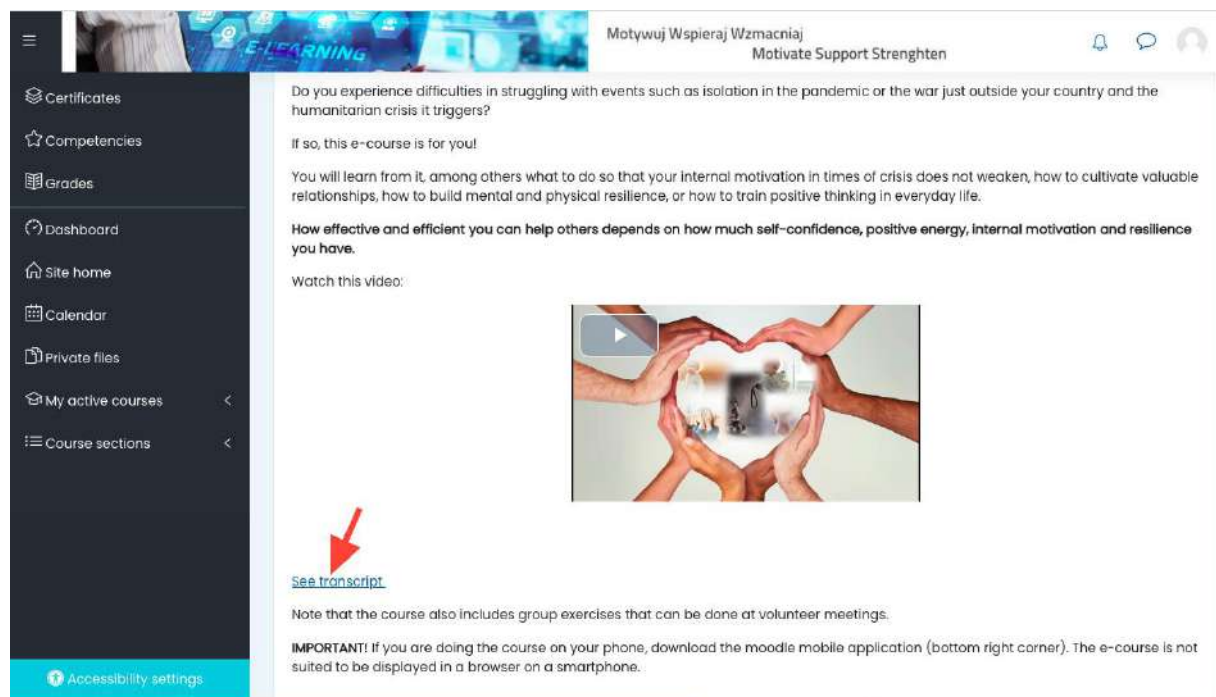 E-LEARNING
Motywuj Wspieraj Wzmacniaj
Motivate Support Strenghten
Certificates
Competencies
Grades
Dashboard
Site home
Calendar
Private files
My active courses
Course sections
Accessibility settings
Do you experience difficulties in struggling with events such as isolation in the pandemic or the war just outside your country and the
humanitarian crisis it triggers?
If so, this e-course is for you!
You will learn from it, among others what to do so that your internal motivation in times of crisis does not weaken, how to cultivate valuable
relationships, how to build mental and physical resilience, or how to train positive thinking in everyday life.
How effective and efficient you can help others depends on how much self-confidence, positive energy, internal motivation and resilience
you have.
Watch this video:
See transcript
Note that the course also includes group exercises that can be done at volunteer meetings.
IMPORTANT! If you are doing the course on your phone, download the moodle mobile application (bottom right corner). The e-course is not
suited to be displayed in a browser on a smartphone.